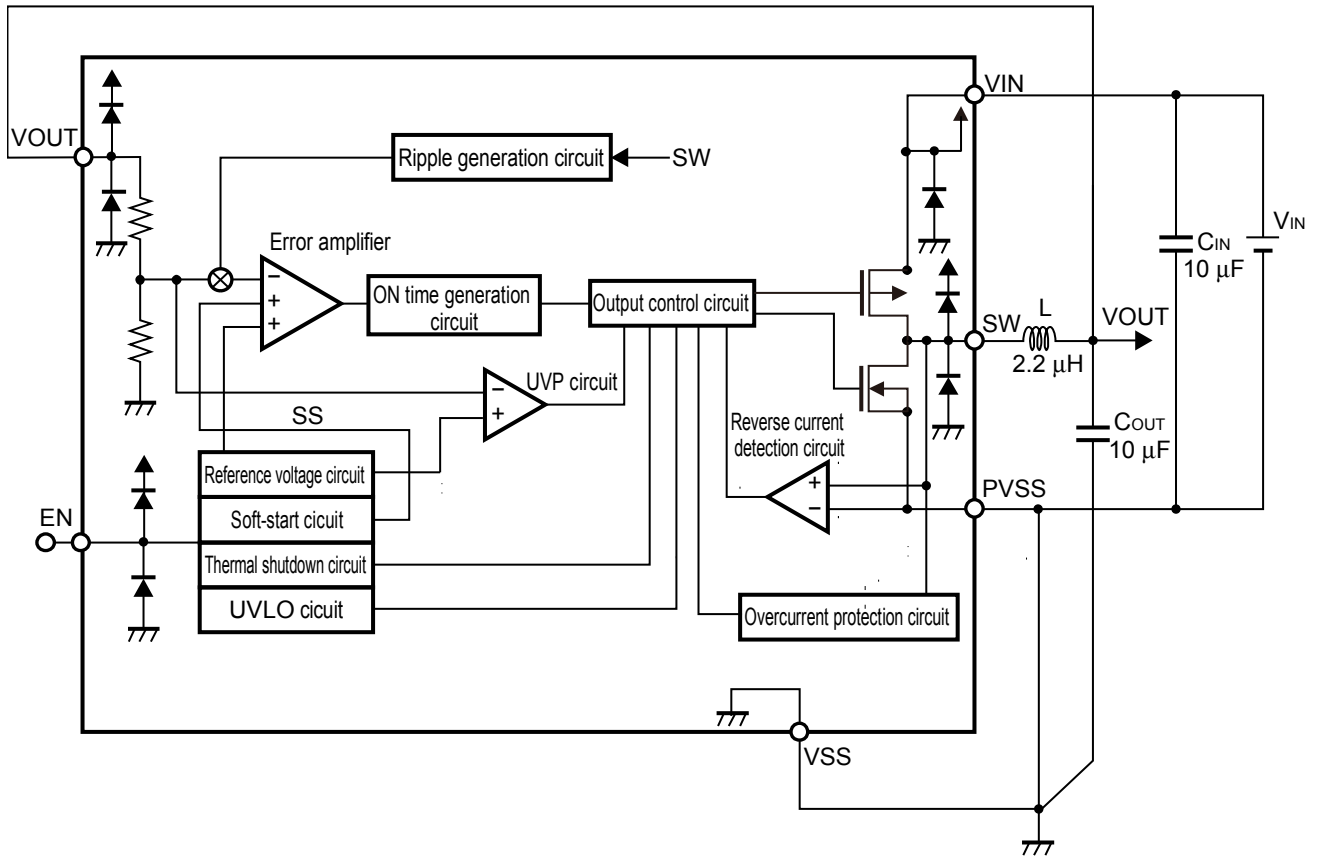 VIN
VOUT
Ripple generation circuit
SW
Error amplifier
−
+
+
ON time generation
circuit
Output control circuit
CIN
10 μF
VIN
SW
L
2.2 μH
VOUT
−
+
UVP circuit
SS
Reverse current
detection circuit
+
−
COUT
10 μF
Reference voltage circuit
Soft-start cicuit
Thermal shutdown circuit
UVLO cicuit
EN
PVSS
Overcurrent protection circuit
VSS